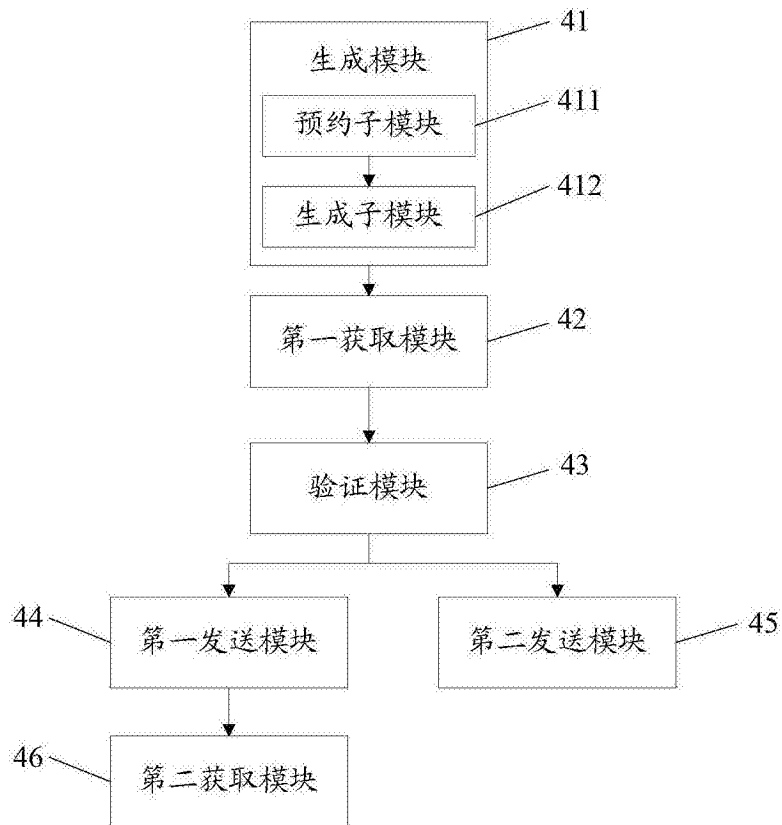 41
生成模块
预约子模块
411
生成子模块
412
第一获取模块
42
验证模块
43
44
第一发送模块
第二发送模块
45
46
第二获取模块